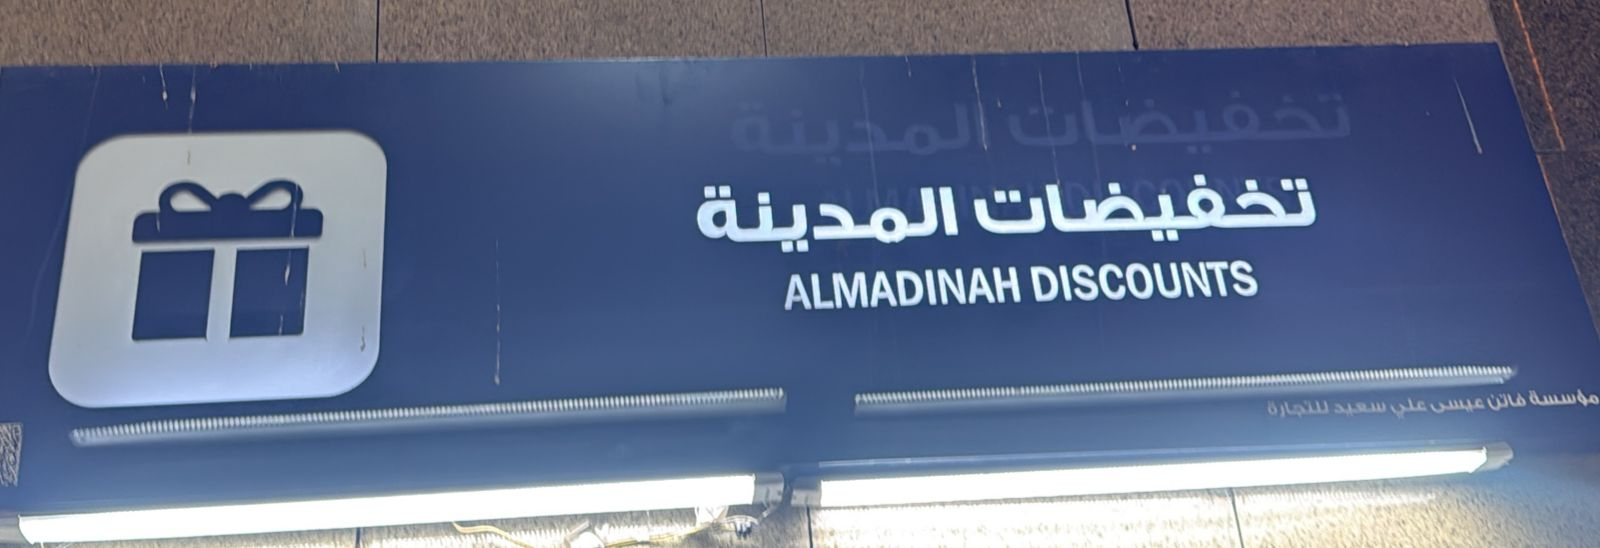 تخفيضات المدينة
ALMADINAH DISCOUNTS
مؤسسة فاتن عيسى علي سعيد للتجارة